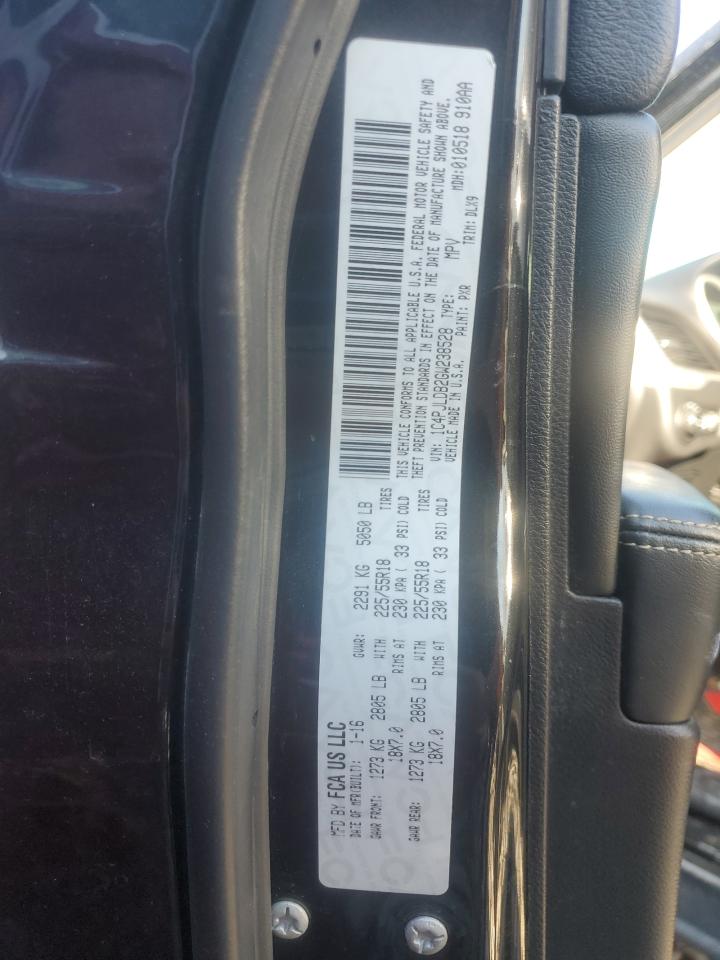 MFD BY FCA US LLC
DATE OF MFR(BUILT): 1-16 GVWR: 2291 KG 5050 LB
GAWR FRONT: 1273 KG 2805 LB WITH 225/55R18 TIRES
18X7.0 RIMS AT 230 KPA ( 33 PSI) COLD
GAWR REAR: 1273 KG 2805 LB WITH 225/55R18 TIRES
18X7.0 RIMS AT 230 KPA ( 33 PSI) COLD
THIS VEHICLE CONFORMS TO ALL APPLICABLE U.S.A. FEDERAL MOTOR VEHICLE SAFETY AND
THEFT PREVENTION STANDARDS IN EFFECT ON THE DATE OF MANUFACTURE SHOWN ABOVE.
VIN: 1C4PJLDB2GW238528 TYPE: MPV MDH:010518 910AA
VEHICLE MADE IN U.S.A. PAINT: PXR TRIM: DLX9